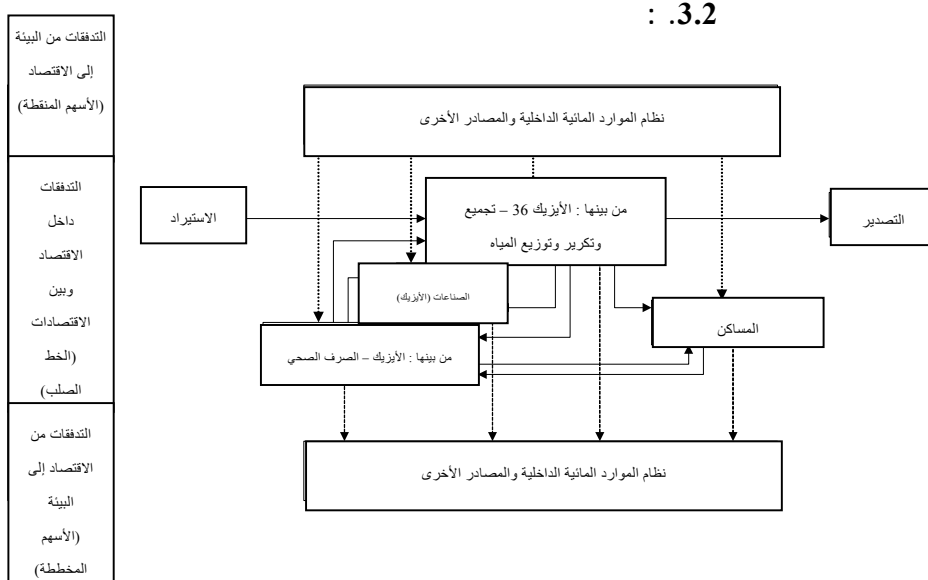 : .3.2
التدفقات من البيئة
إلى الاقتصاد
(الأسهم المنقطة)
نظام الموارد المائية الداخلية والمصادر الأخرى
التدفقات
داخل
الاقتصاد
وبين
الاقتصادات
(الخط
الصلب)
الاستيراد
من بينها : الأيزيك 36 – تجميع
وتكرير وتوزيع المياه
التصدير
الصناعات (الأيزيك)
المساكن
من بينها : الأيزيك – الصرف الصحي
التدفقات من
الاقتصاد إلى
البيئة
(الأسهم
المخططة)
نظام الموارد المائية الداخلية والمصادر الأخرى